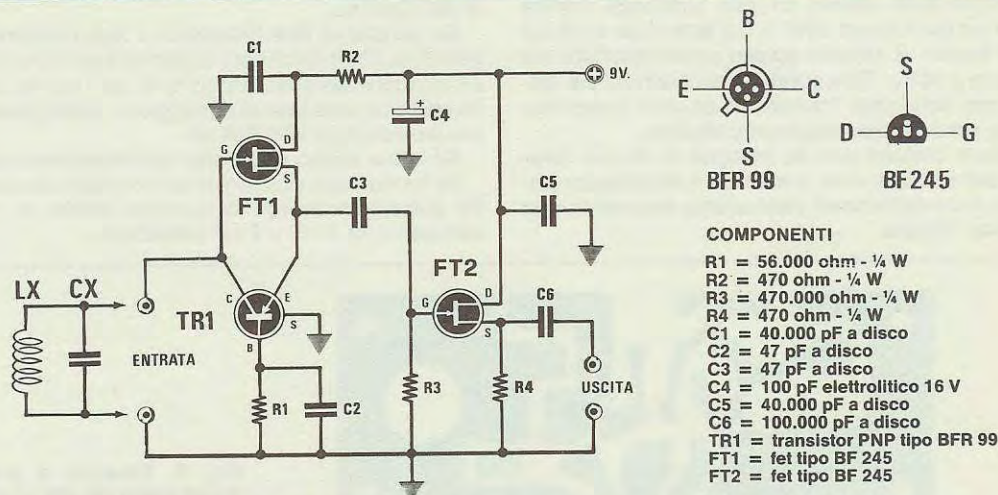 C1
R2
9V.
C4
+
G
D
S
FT1
C3
C5
LX
CX
ENTRATA
C
E
S
B
TR1
R1
C2
FT2
G
D
S
C6
R3
R4
USCITA
B
E
C
S
BFR 99
S
D
G
BF 245
COMPONENTI
R1 = 56.000 ohm - ¼ W
R2 = 470 ohm - ¼ W
R3 = 470.000 ohm - ¼ W
R4 = 470 ohm - ¼ W
C1 = 40.000 pF a disco
C2 = 47 pF a disco
C3 = 47 pF a disco
C4 = 100 pF elettrolitico 16 V
C5 = 40.000 pF a disco
C6 = 100.000 pF a disco
TR1 = transistor PNP tipo BFR 99
FT1 = fet tipo BF 245
FT2 = fet tipo BF 245